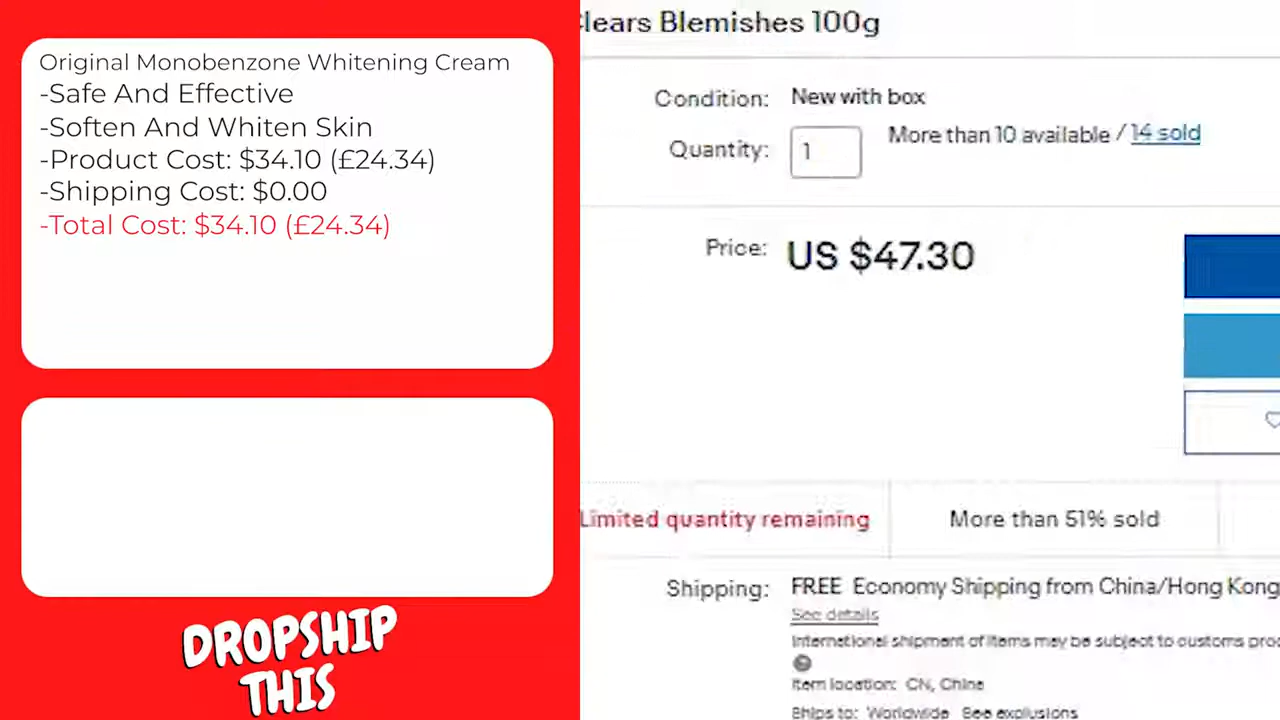 Original Monobenzone Whitening Cream
-Safe And Effective
-Soften And Whiten Skin
-Product Cost: $34.10 (£24.34)
-Shipping Cost: $0.00
-Total Cost: $34.10 (£24.34)
DROPSHIP
THIS
Clears Blemishes 100g
Condition: New with box
Quantity: 1 More than 10 available / 14 sold
Price: US $47.30
Limited quantity remaining More than 51% sold
Shipping: FREE Economy Shipping from China/Hong Kong
See details
International shipment of items may be subject to customs proc
Item location: CN, China
Ships to: Worldwide See exclusions